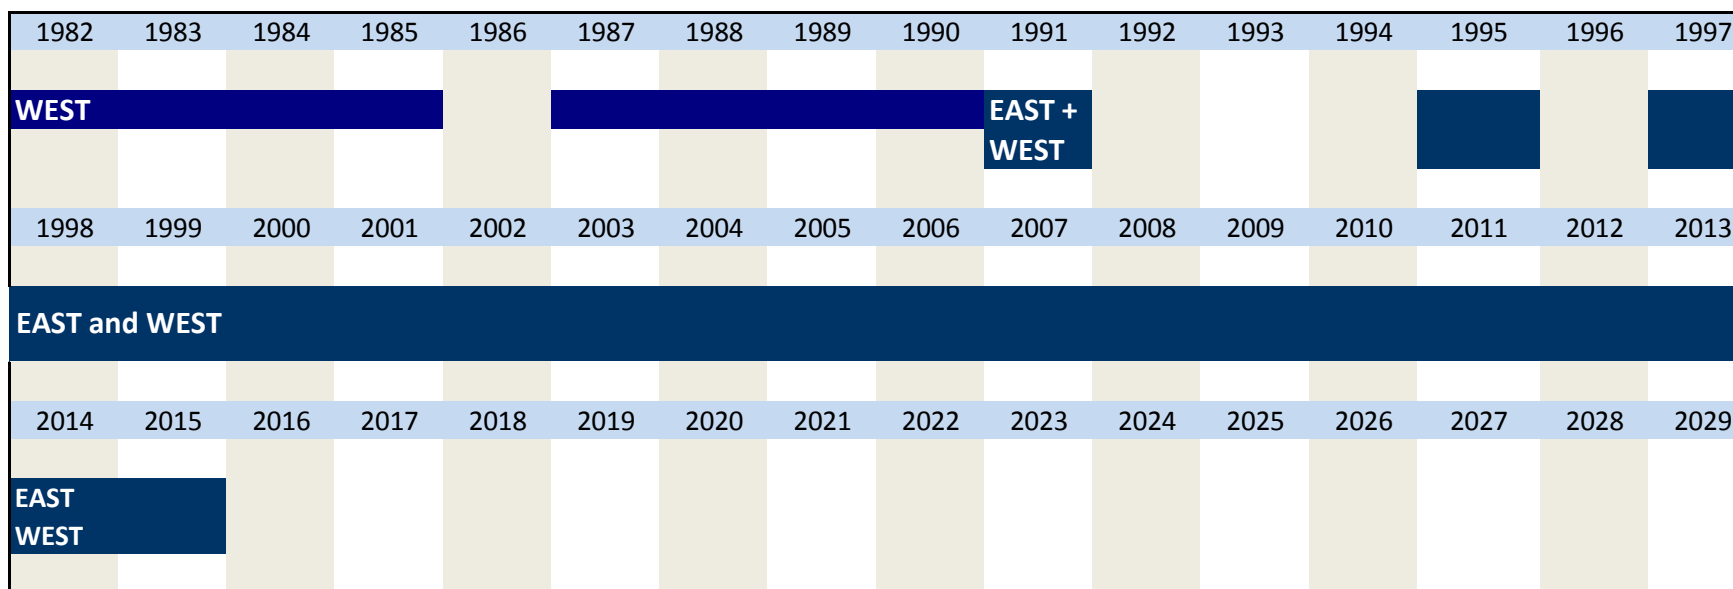 1982 1983 1984 1985 1986 1987 1988 1989 1990 1991 1992 1993 1994 1995 1996 1997
WEST
EAST +
WEST
1998 1999 2000 2001 2002 2003 2004 2005 2006 2007 2008 2009 2010 2011 2012 2013
EAST and WEST
2014 2015 2016 2017 2018 2019 2020 2021 2022 2023 2024 2025 2026 2027 2028 2029
EAST
WEST